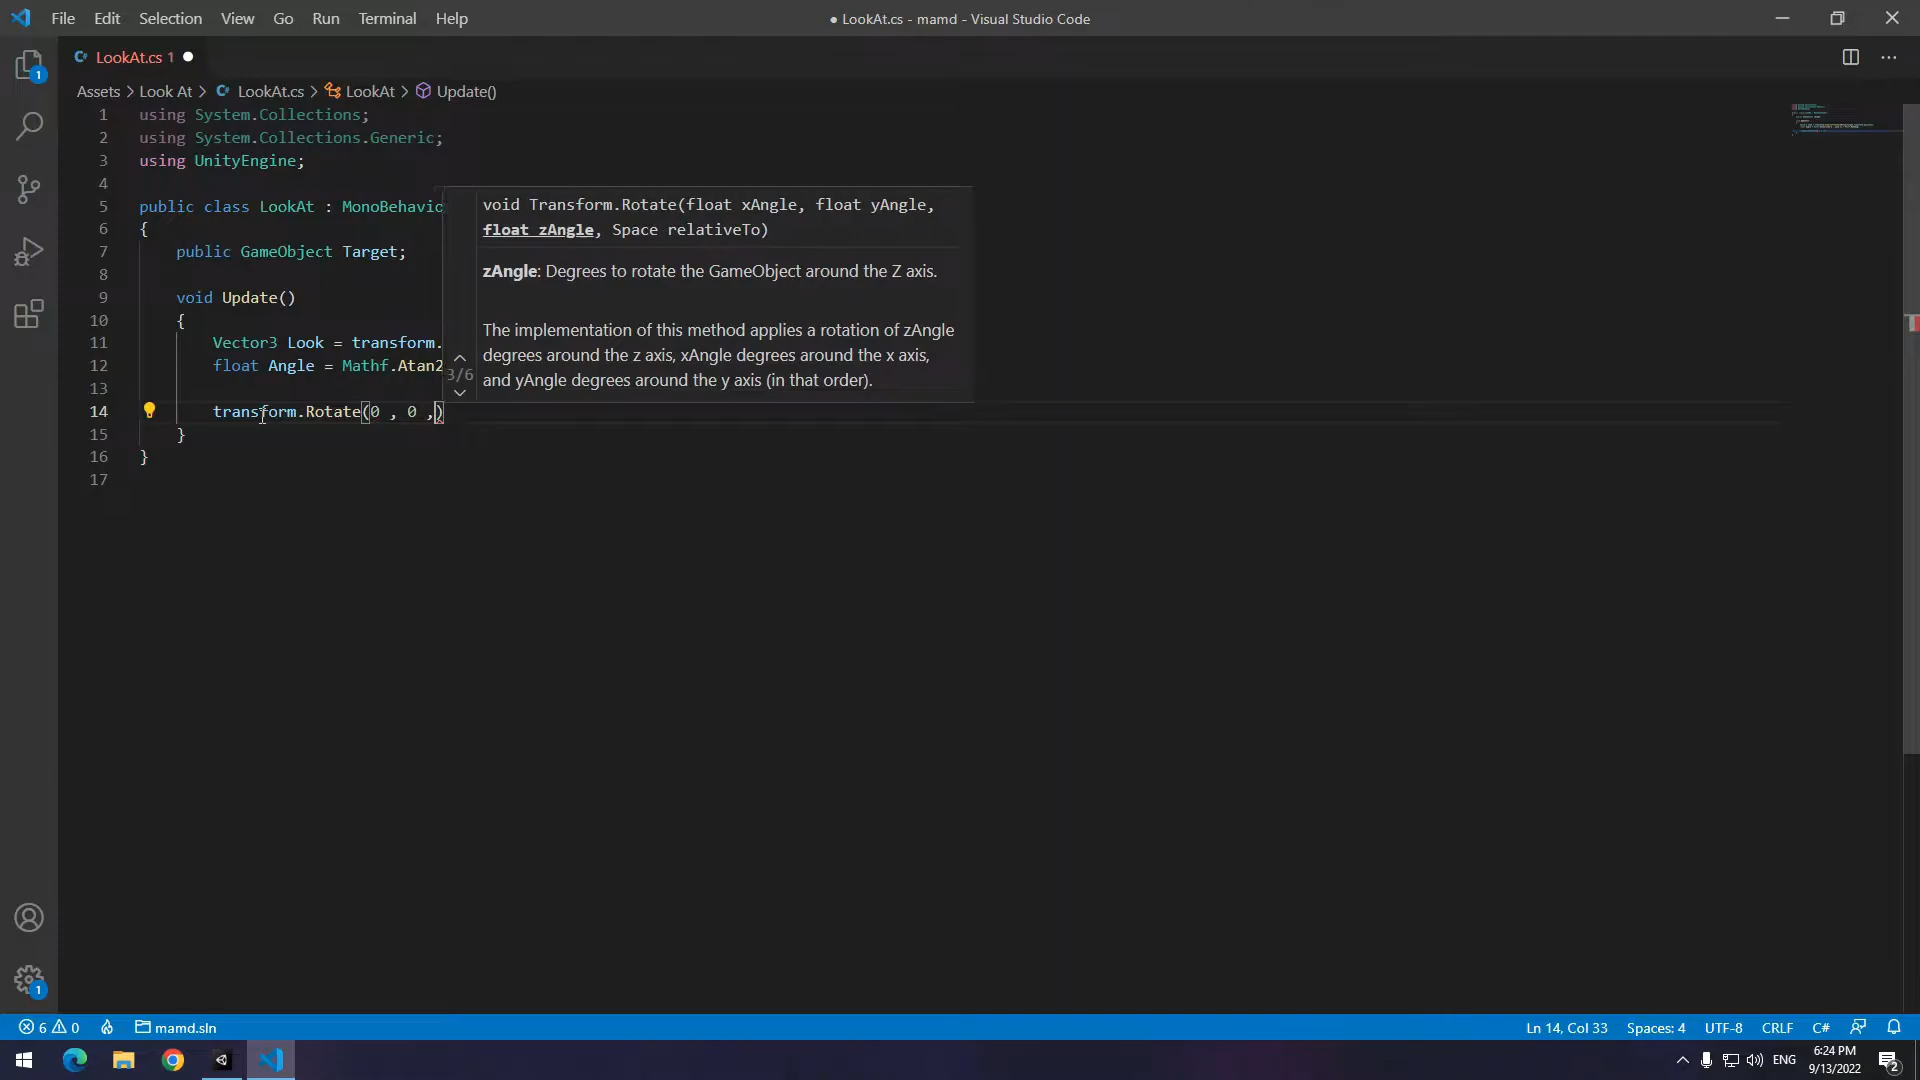 File Edit Selection View Go Run Terminal Help
● LookAt.cs - mamd - Visual Studio Code
LookAt.cs 1 ●
Assets > Look At > LookAt.cs > LookAt > Update()
1 using System.Collections;
2 using System.Collections.Generic;
3 using UnityEngine;
4
5 public class LookAt : MonoBehavio
6 {
7 public GameObject Target;
8
9 void Update()
10 {
11 Vector3 Look = transform.
12 float Angle = Mathf.Atan2
13
14 transform.Rotate(0 , 0 ,)
15 }
16 }
17
void Transform.Rotate(float xAngle, float yAngle,
float zAngle, Space relativeTo)
zAngle: Degrees to rotate the GameObject around the Z axis.
The implementation of this method applies a rotation of zAngle
degrees around the z axis, xAngle degrees around the x axis,
and yAngle degrees around the y axis (in that order).
3/6
1
1
6 0 mamd.sln
Ln 14, Col 33 Spaces: 4 UTF-8 CRLF C#
ENG
6:24 PM
9/13/2022
2